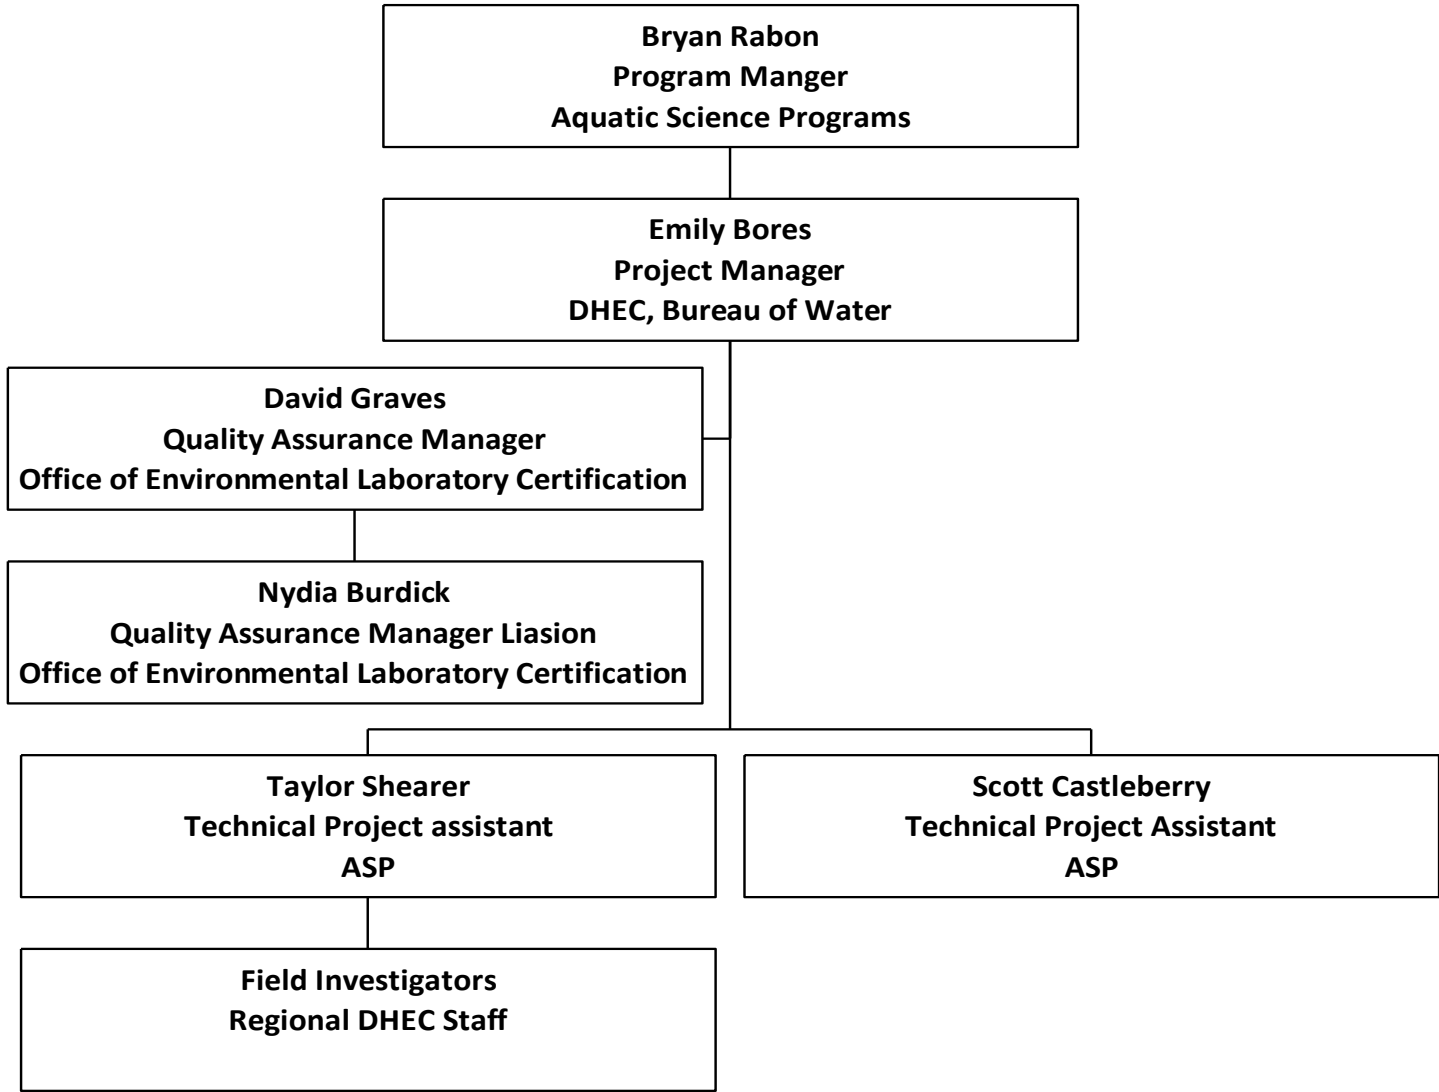 Bryan Rabon
Program Manger
Aquatic Science Programs
Emily Bores
Project Manager
DHEC, Bureau of Water
David Graves
Quality Assurance Manager
Office of Environmental Laboratory Certification
Nydia Burdick
Quality Assurance Manager Liasion
Office of Environmental Laboratory Certification
Taylor Shearer
Technical Project assistant
ASP
Scott Castleberry
Technical Project Assistant
ASP
Field Investigators
Regional DHEC Staff